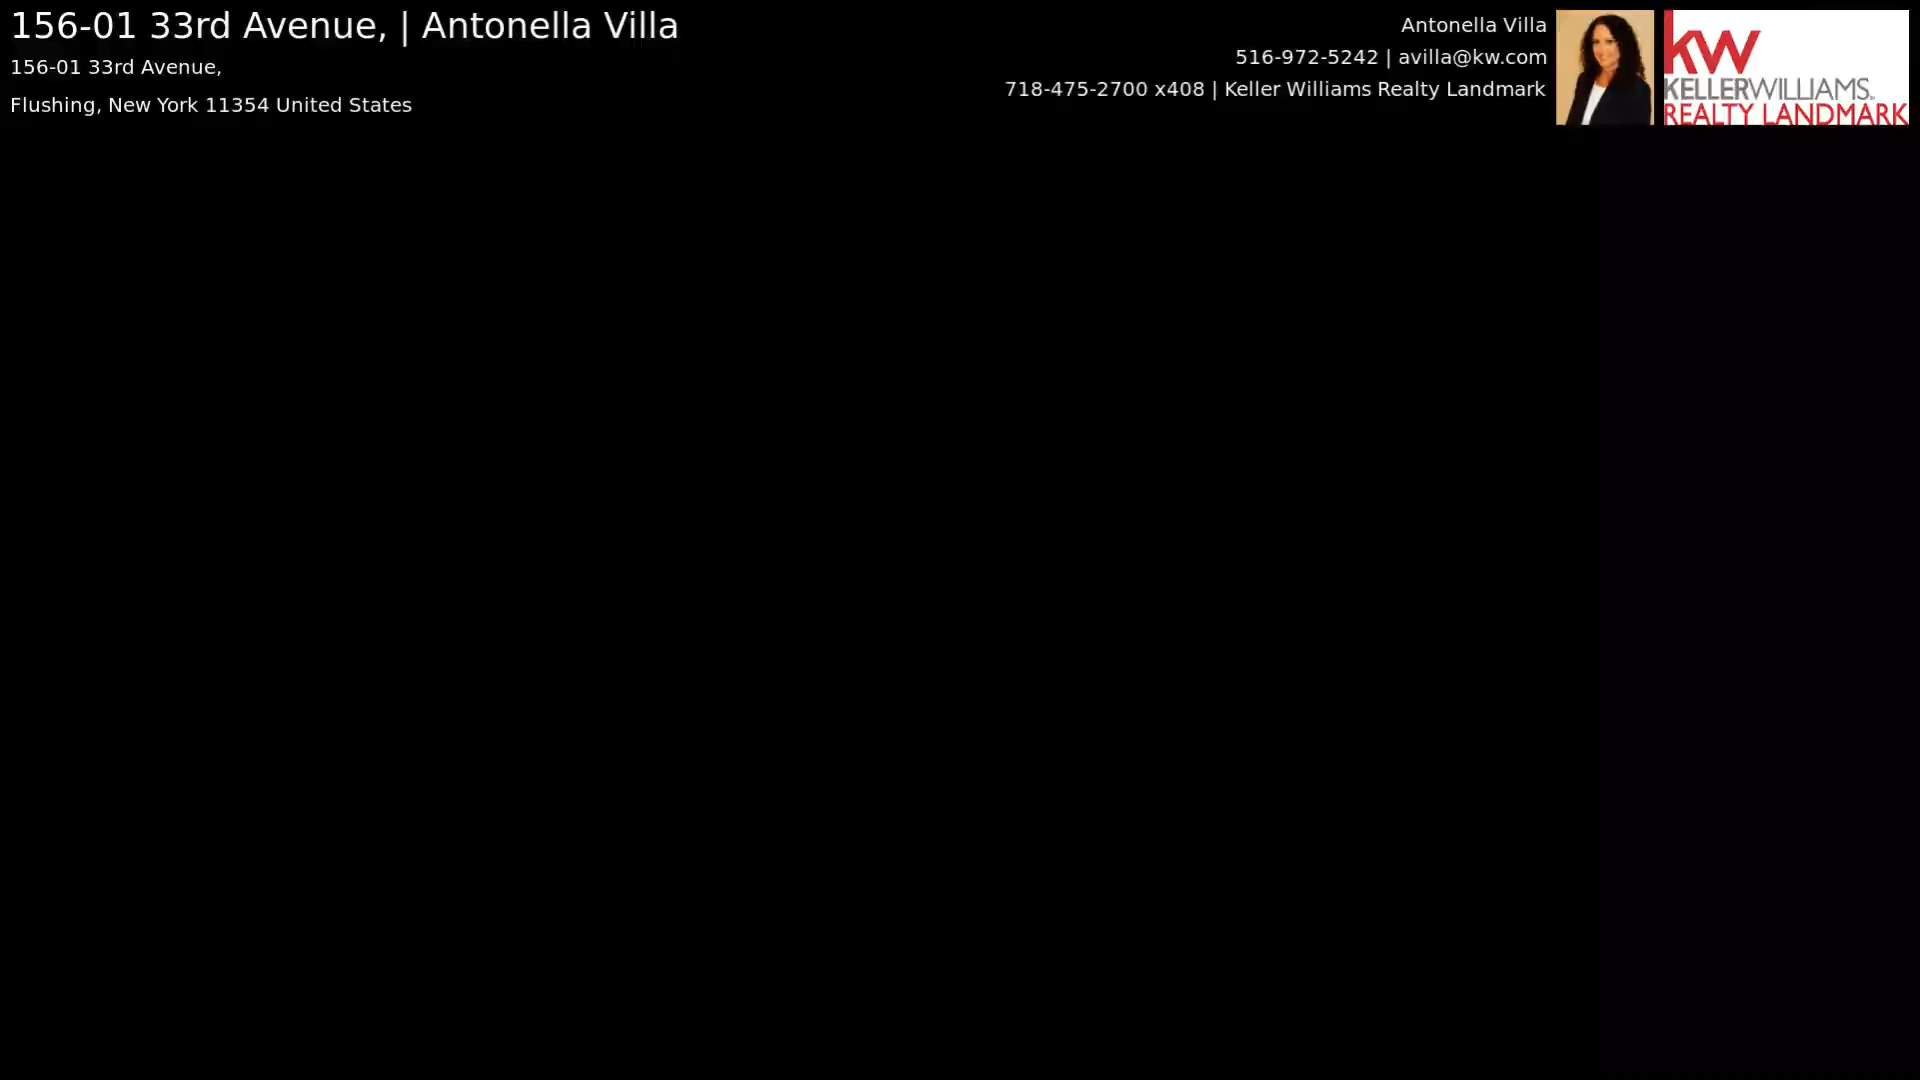 156-01 33rd Avenue, | Antonella Villa
156-01 33rd Avenue,
Flushing, New York 11354 United States
Antonella Villa
516-972-5242 | avilla@kw.com
718-475-2700 x408 | Keller Williams Realty Landmark
kw
KELLERWILLIAMS.
REALTY LANDMARK